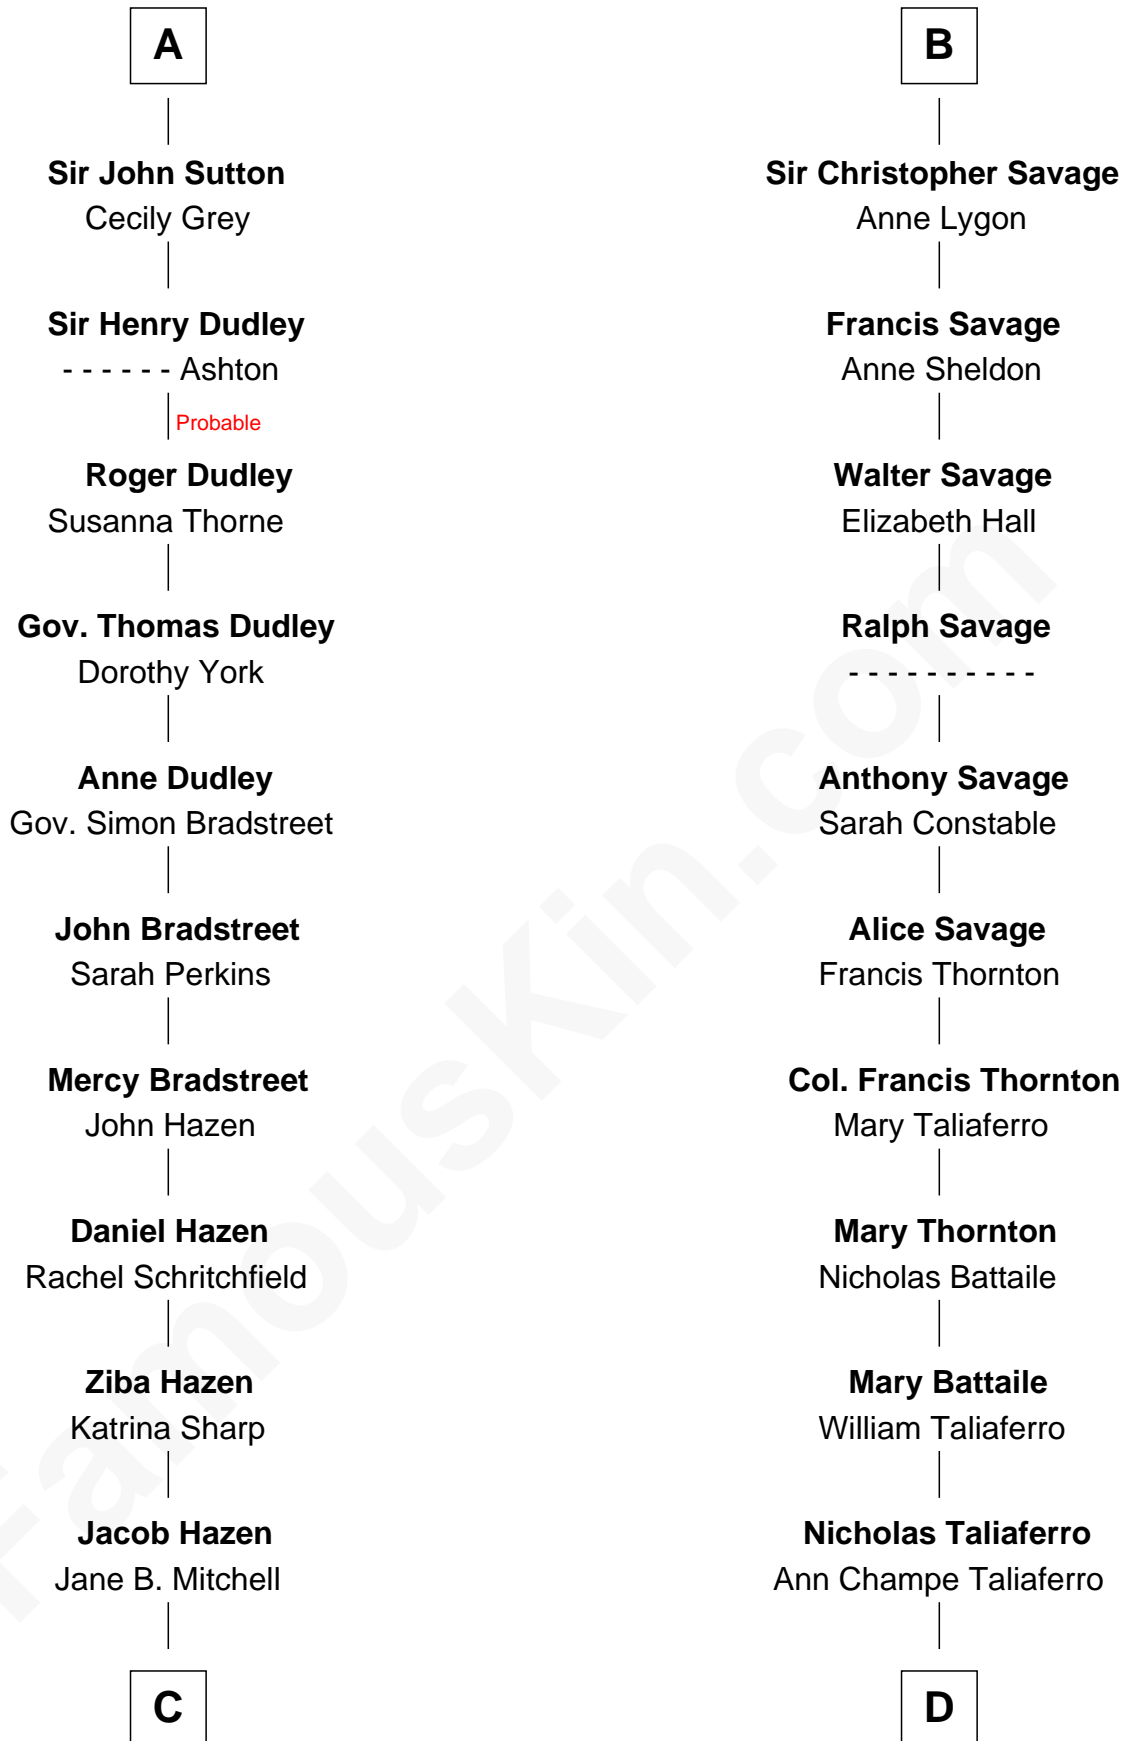 A
Sir John Sutton
Cecily Grey
Sir Henry Dudley
- - - - - - Ashton
Probable
Roger Dudley
Susanna Thorne
Gov. Thomas Dudley
Dorothy York
Anne Dudley
Gov. Simon Bradstreet
John Bradstreet
Sarah Perkins
Mercy Bradstreet
John Hazen
Daniel Hazen
Rachel Schritchfield
Ziba Hazen
Katrina Sharp
Jacob Hazen
Jane B. Mitchell
C
B
Sir Christopher Savage
Anne Lygon
Francis Savage
Anne Sheldon
Walter Savage
Elizabeth Hall
Ralph Savage
- - - - - - - - - -
Anthony Savage
Sarah Constable
Alice Savage
Francis Thornton
Col. Francis Thornton
Mary Taliaferro
Mary Thornton
Nicholas Battaile
Mary Battaile
William Taliaferro
Nicholas Taliaferro
Ann Champe Taliaferro
D
FamousKin.com